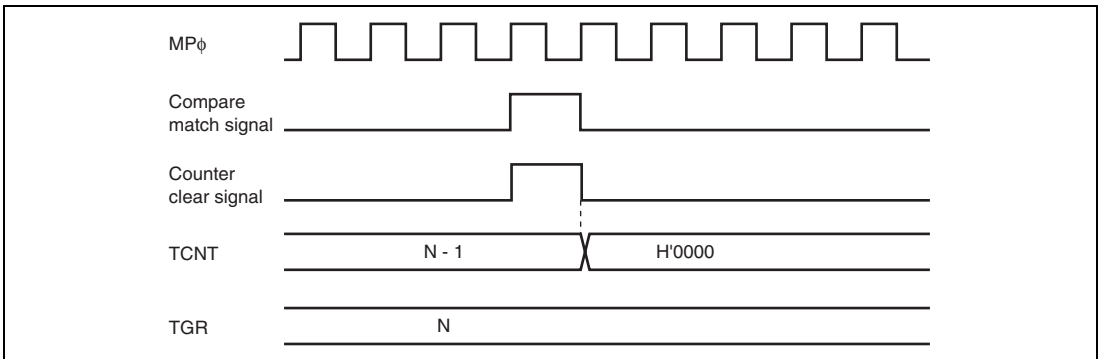 MPϕ
Compare
match signal
Counter
clear signal
TCNT
N - 1
H'0000
TGR
N